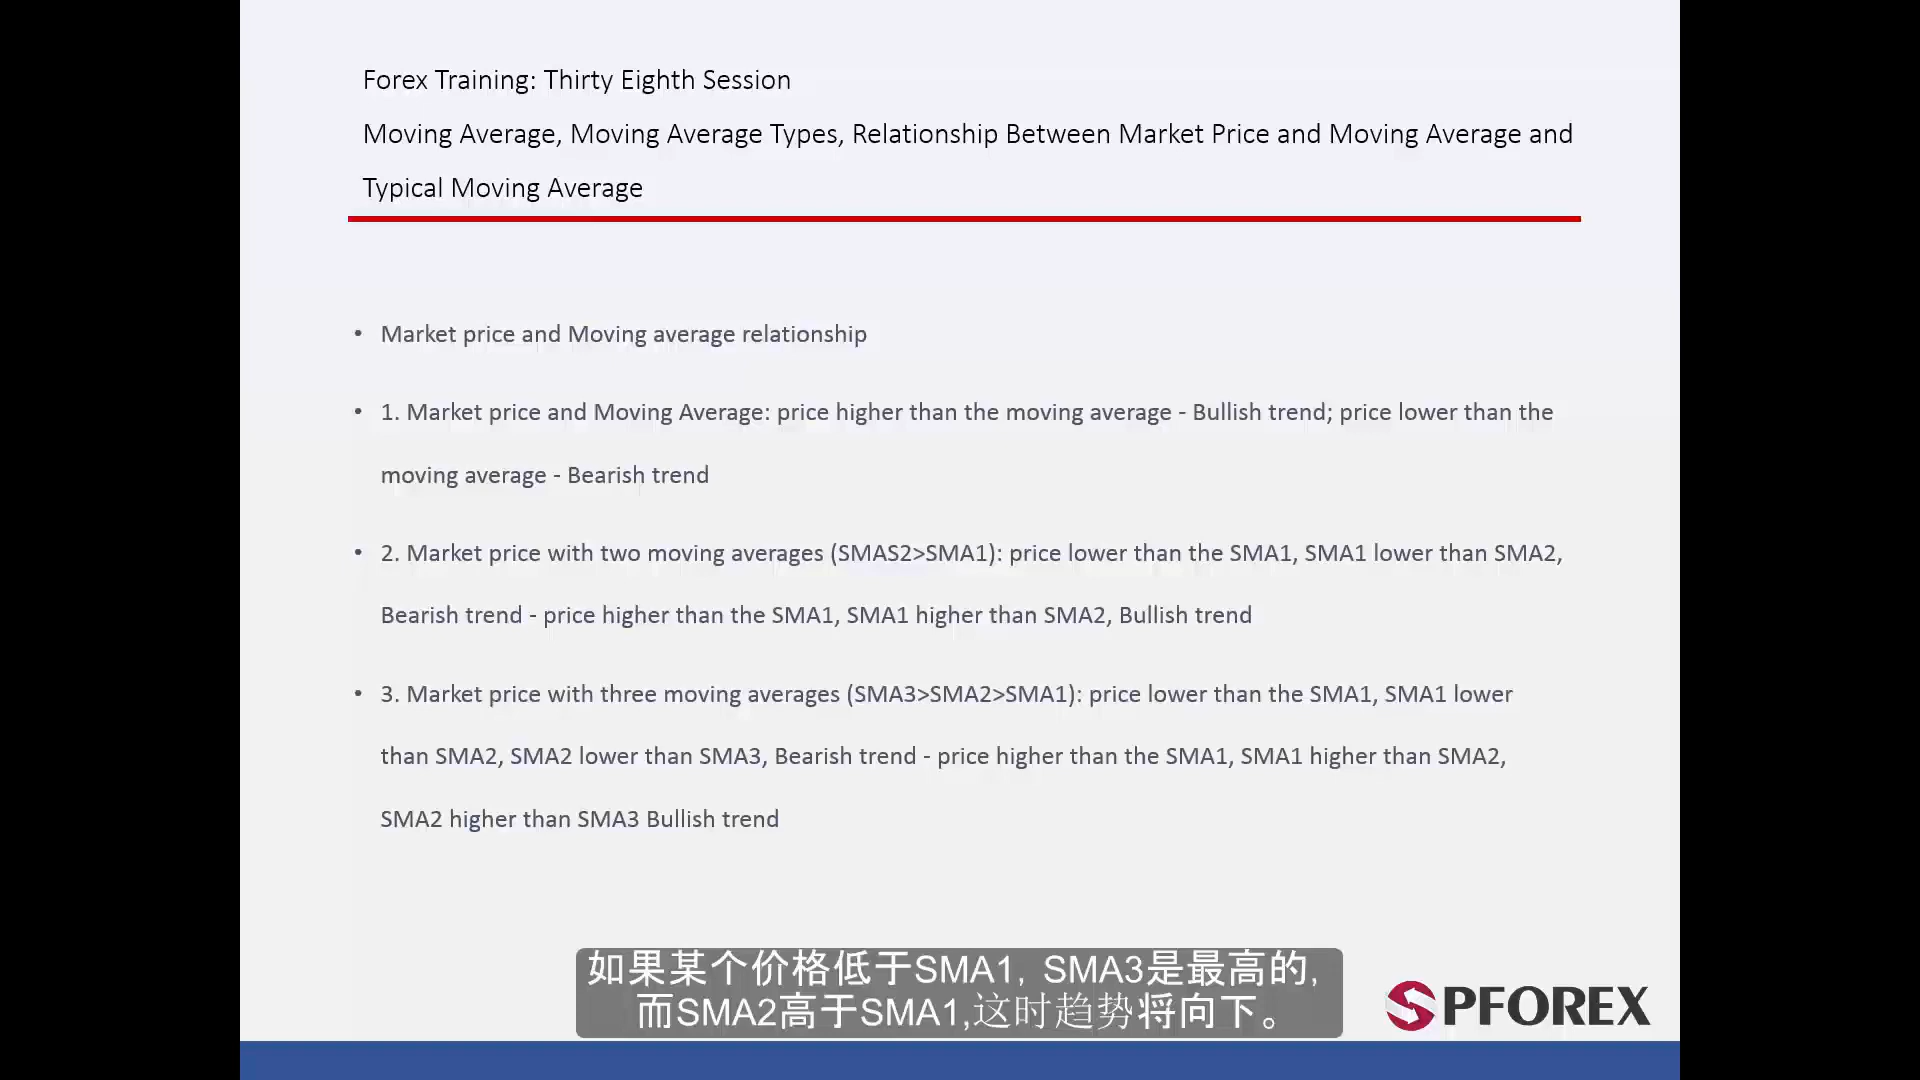 Forex Training: Thirty Eighth Session
Moving Average, Moving Average Types, Relationship Between Market Price and Moving Average and
Typical Moving Average
• Market price and Moving average relationship
• 1. Market price and Moving Average: price higher than the moving average - Bullish trend; price lower than the
moving average - Bearish trend
• 2. Market price with two moving averages (SMAS2>SMA1): price lower than the SMA1, SMA1 lower than SMA2,
Bearish trend - price higher than the SMA1, SMA1 higher than SMA2, Bullish trend
• 3. Market price with three moving averages (SMA3>SMA2>SMA1): price lower than the SMA1, SMA1 lower
than SMA2, SMA2 lower than SMA3, Bearish trend - price higher than the SMA1, SMA1 higher than SMA2,
SMA2 higher than SMA3 Bullish trend
如果某个价格低于SMA1, SMA3是最高的,
而SMA2高于SMA1,这时趋势将向下。
SPFOREX